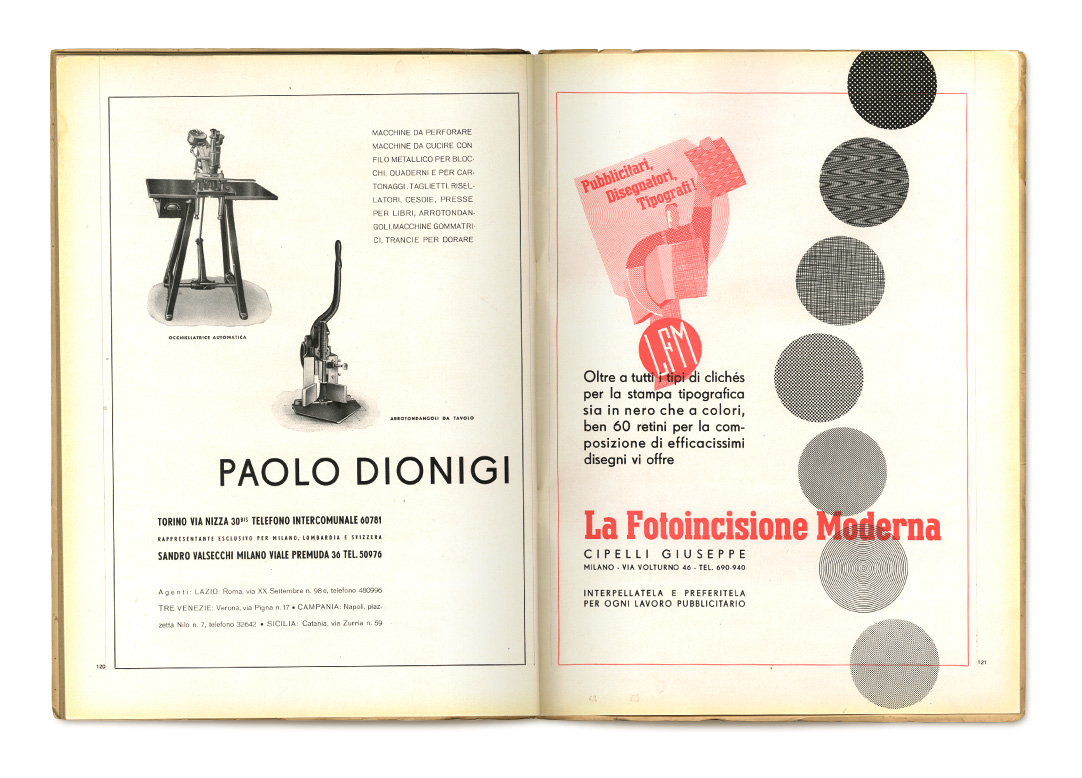 MACCHINE DA PERFORARE
MACCHINE DA CUCIRE CON
FILO METALLICO PER BLOC-
CHI, QUADERNI E PER CAR-
TONAGGI, TAGLIETTI, RISEL-
LATORI, CESOIE, PRESSE
PER LIBRI, ARROTONDAN-
GOLI, MACCHINE GOMMATRI-
CI, TRANCIE PER DORARE
OCCHIELLATRICE AUTOMATICA
ARROTONDANGOLI DA TAVOLO
PAOLO DIONIGI
TORINO VIA NIZZA 30BIS TELEFONO INTERCOMUNALE 60781
RAPPRESENTANTE ESCLUSIVO PER MILANO, LOMBARDIA E SVIZZERA
SANDRO VALSECCHI MILANO VIALE PREMUDA 36 TEL. 50976
Agenti: LAZIO: Roma, via XX Settembre n. 98e, telefono 480996
TRE VENEZIE: Verona, via Pigna n. 17 • CAMPANIA: Napoli, piaz-
zetta Nilo n. 7, telefono 32642 • SICILIA: Catania, via Zurria n. 59
120
Pubblicitari,
Disegnatori,
Tipografi!
LFM
Oltre a tutti i tipi di clichés
per la stampa tipografica
sia in nero che a colori,
ben 60 retini per la com-
posizione di efficacissimi
disegni vi offre
La Fotoincisione Moderna
CIPELLI GIUSEPPE
MILANO - VIA VOLTURNO 46 - TEL. 690-940
INTERPELLATELA E PREFERITELA
PER OGNI LAVORO PUBBLICITARIO
121